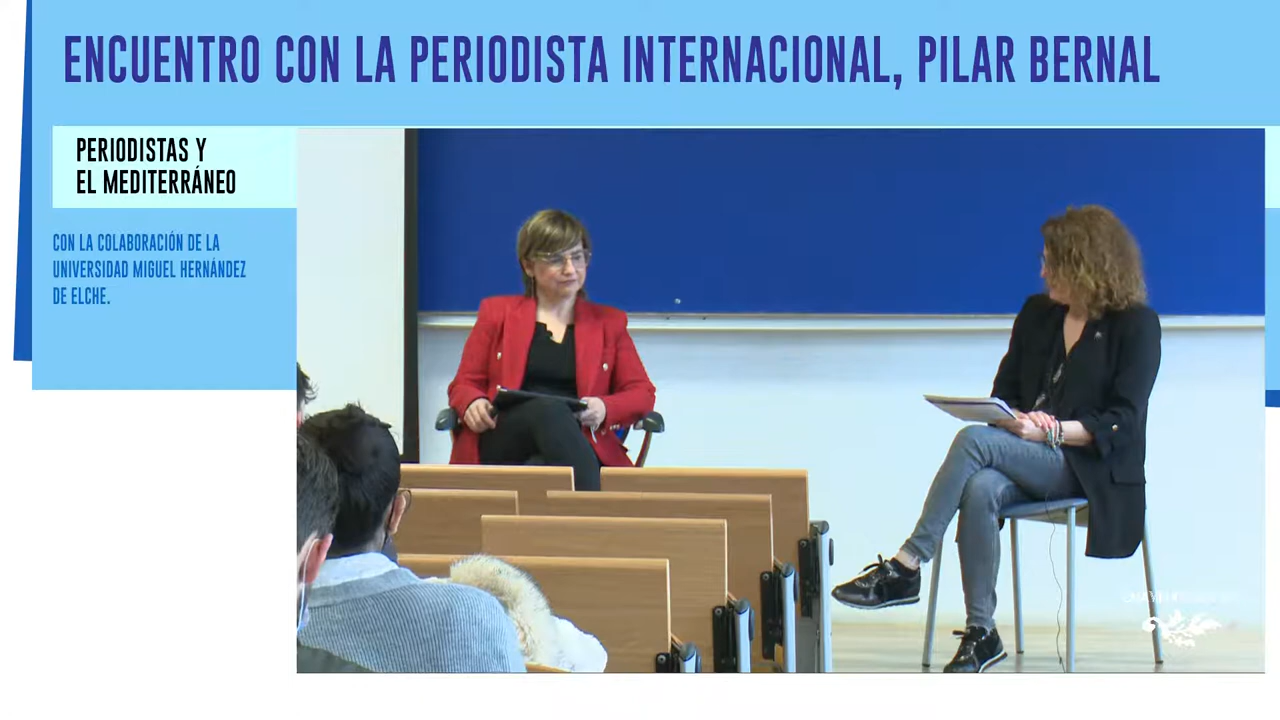 ENCUENTRO CON LA PERIODISTA INTERNACIONAL, PILAR BERNAL
PERIODISTAS Y
EL MEDITERRÁNEO
CON LA COLABORACIÓN DE LA
UNIVERSIDAD MIGUEL HERNÁNDEZ
DE ELCHE.